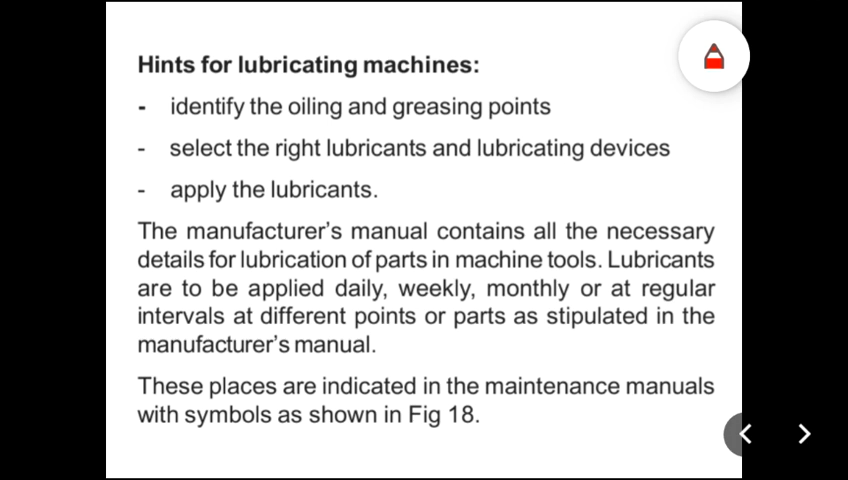 Hints for lubricating machines:
- identify the oiling and greasing points
- select the right lubricants and lubricating devices
- apply the lubricants.
The manufacturer's manual contains all the necessary
details for lubrication of parts in machine tools. Lubricants
are to be applied daily, weekly, monthly or at regular
intervals at different points or parts as stipulated in the
manufacturer's manual.
These places are indicated in the maintenance manuals
with symbols as shown in Fig 18.